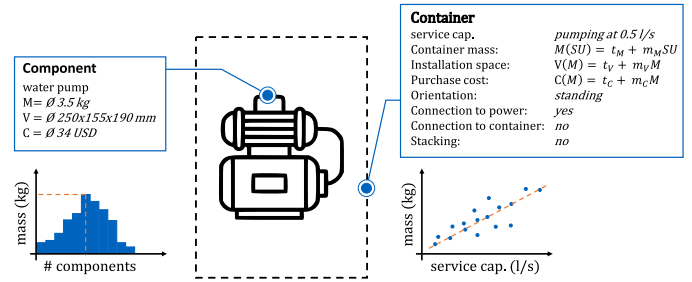 Component
water pump
M= Ø 3.5 kg
V = Ø 250x155x190 mm
C = Ø 34 USD
Container
service cap. pumping at 0.5 l/s
Container mass: M(SU) = t_M + m_M SU
Installation space: V(M) = t_V + m_V M
Purchase cost: C(M) = t_C + m_C M
Orientation: standing
Connection to power: yes
Connection to container: no
Stacking: no
mass (kg)
# components
mass (kg)
service cap. (l/s)